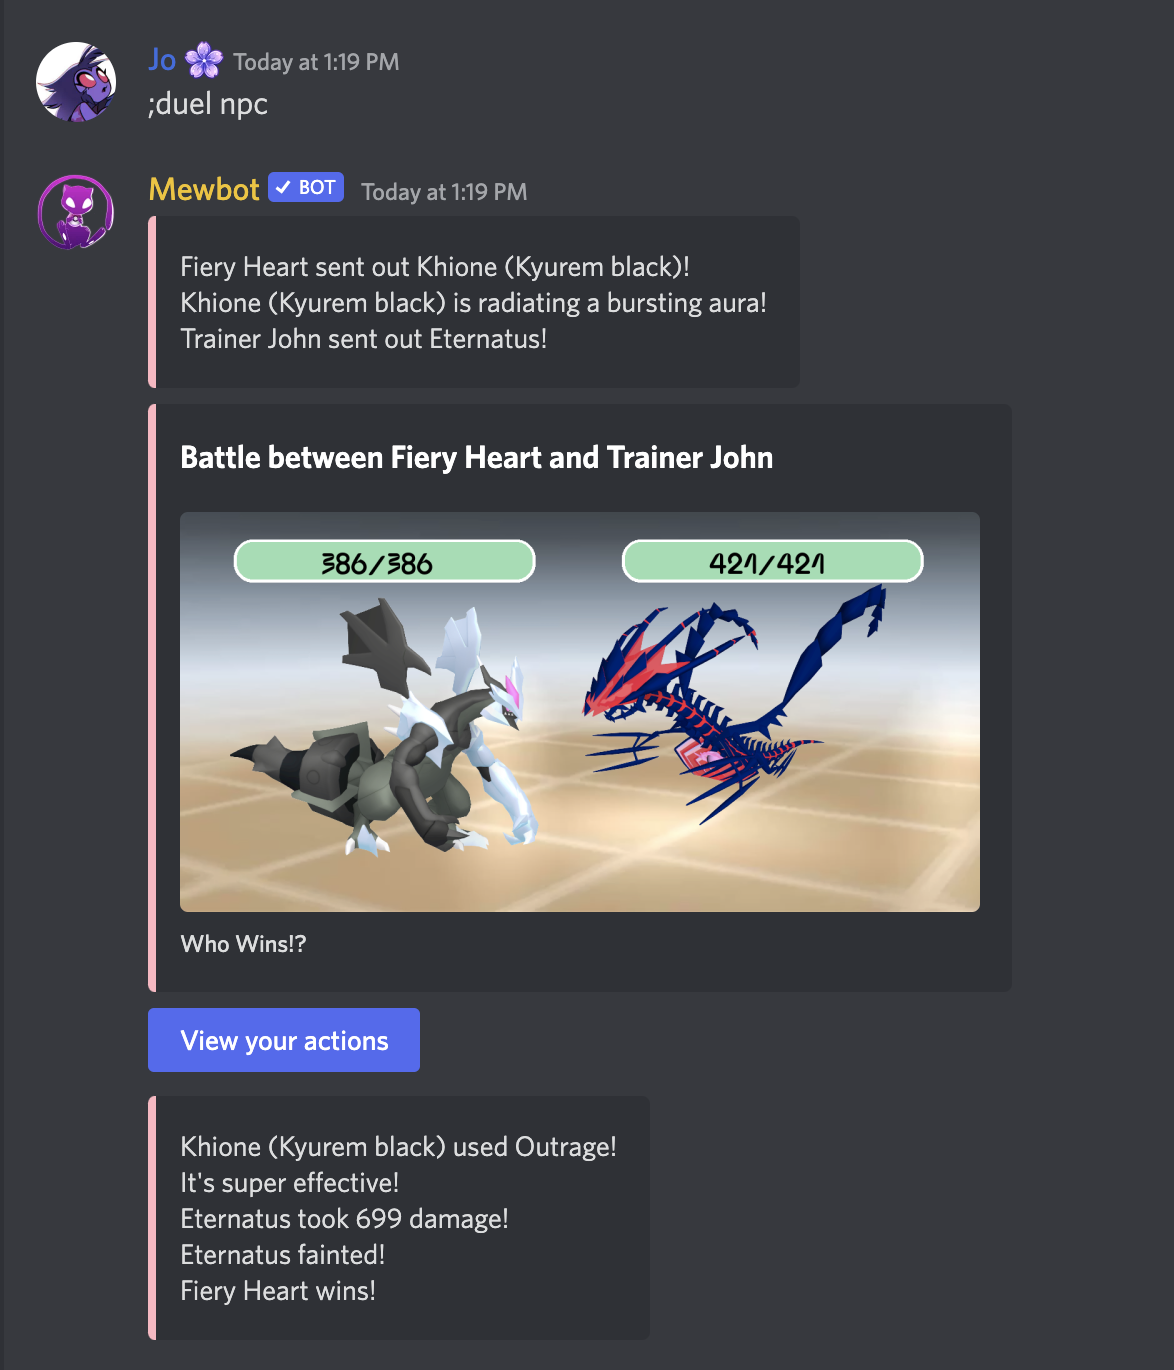 Jo Today at 1:19 PM
;duel npc
Mewbot BOT Today at 1:19 PM
Fiery Heart sent out Khione (Kyurem black)!
Khione (Kyurem black) is radiating a bursting aura!
Trainer John sent out Eternatus!
Battle between Fiery Heart and Trainer John
386/386
421/421
Who Wins!?
View your actions
Khione (Kyurem black) used Outrage!
It's super effective!
Eternatus took 699 damage!
Eternatus fainted!
Fiery Heart wins!